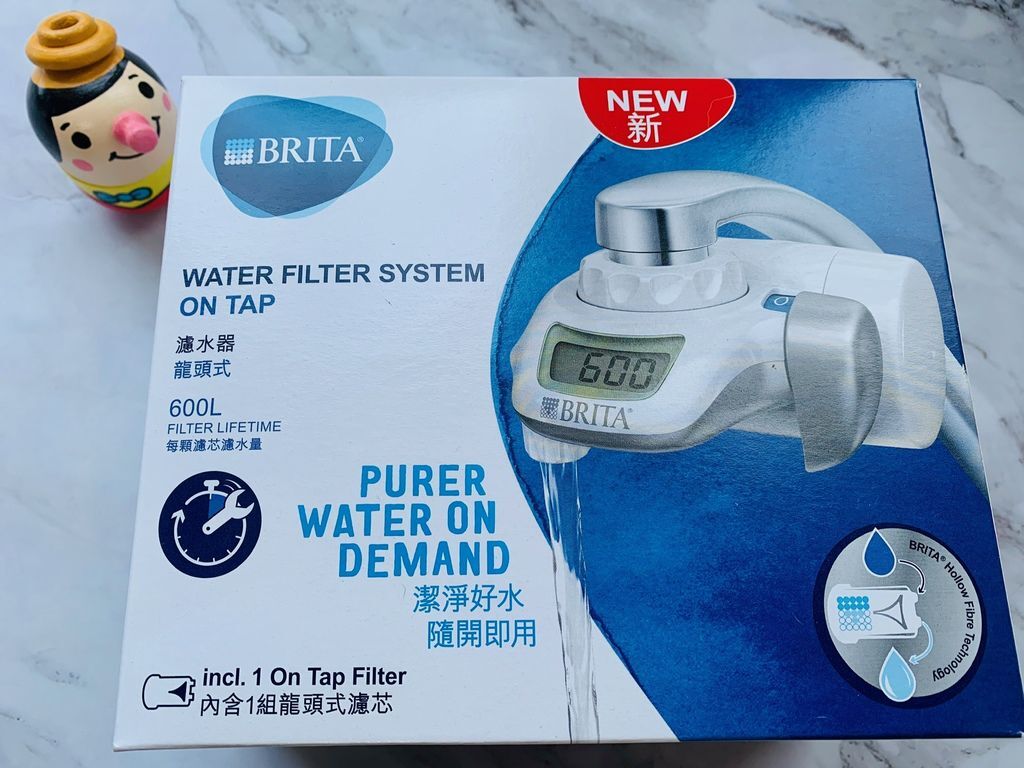 NEW
新
BRITA®
WATER FILTER SYSTEM
ON TAP
濾水器
龍頭式
600L
FILTER LIFETIME
每顆濾芯濾水量
600
BRITA®
PURER
WATER ON
DEMAND
潔淨好水
隨開即用
BRITA® Hollow Fibre Technology
incl. 1 On Tap Filter
內含1組龍頭式濾芯